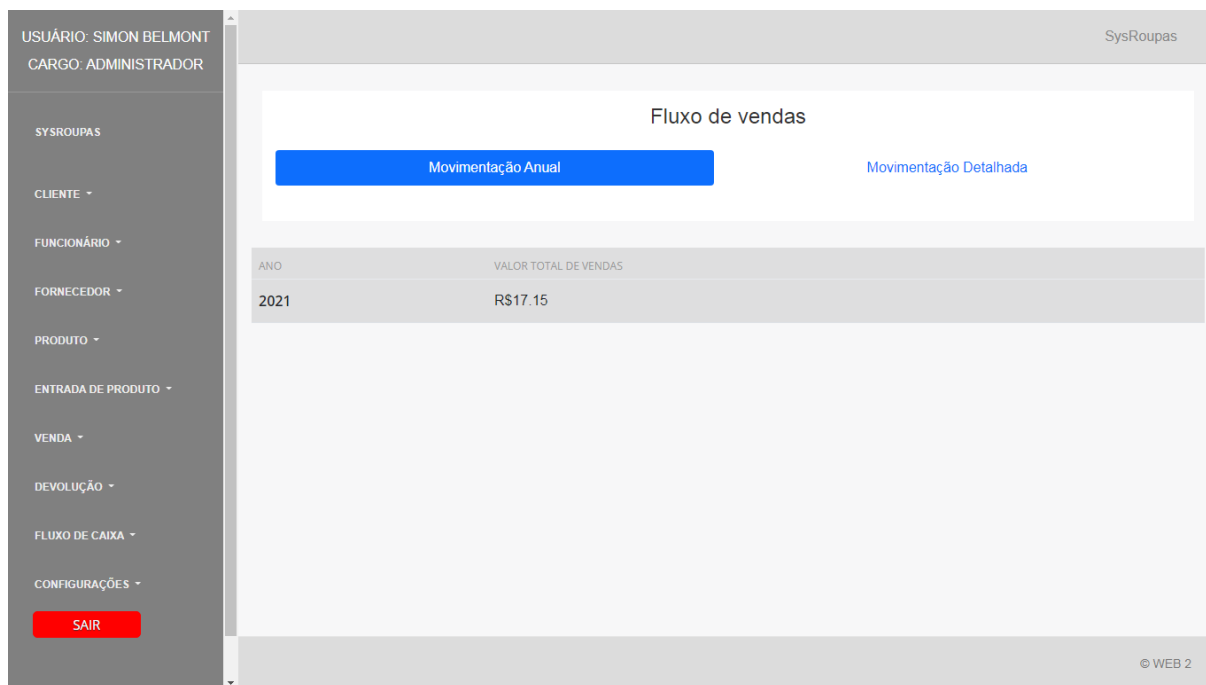 USUÁRIO: SIMON BELMONT
CARGO: ADMINISTRADOR
SYSROUPAS
CLIENTE
FUNCIONÁRIO
FORNECEDOR
PRODUTO
ENTRADA DE PRODUTO
VENDA
DEVOLUÇÃO
FLUXO DE CAIXA
CONFIGURAÇÕES
SAIR
SysRoupas
Fluxo de vendas
Movimentação Anual Movimentação Detalhada
ANO VALOR TOTAL DE VENDAS
2021 R$17.15
© WEB 2